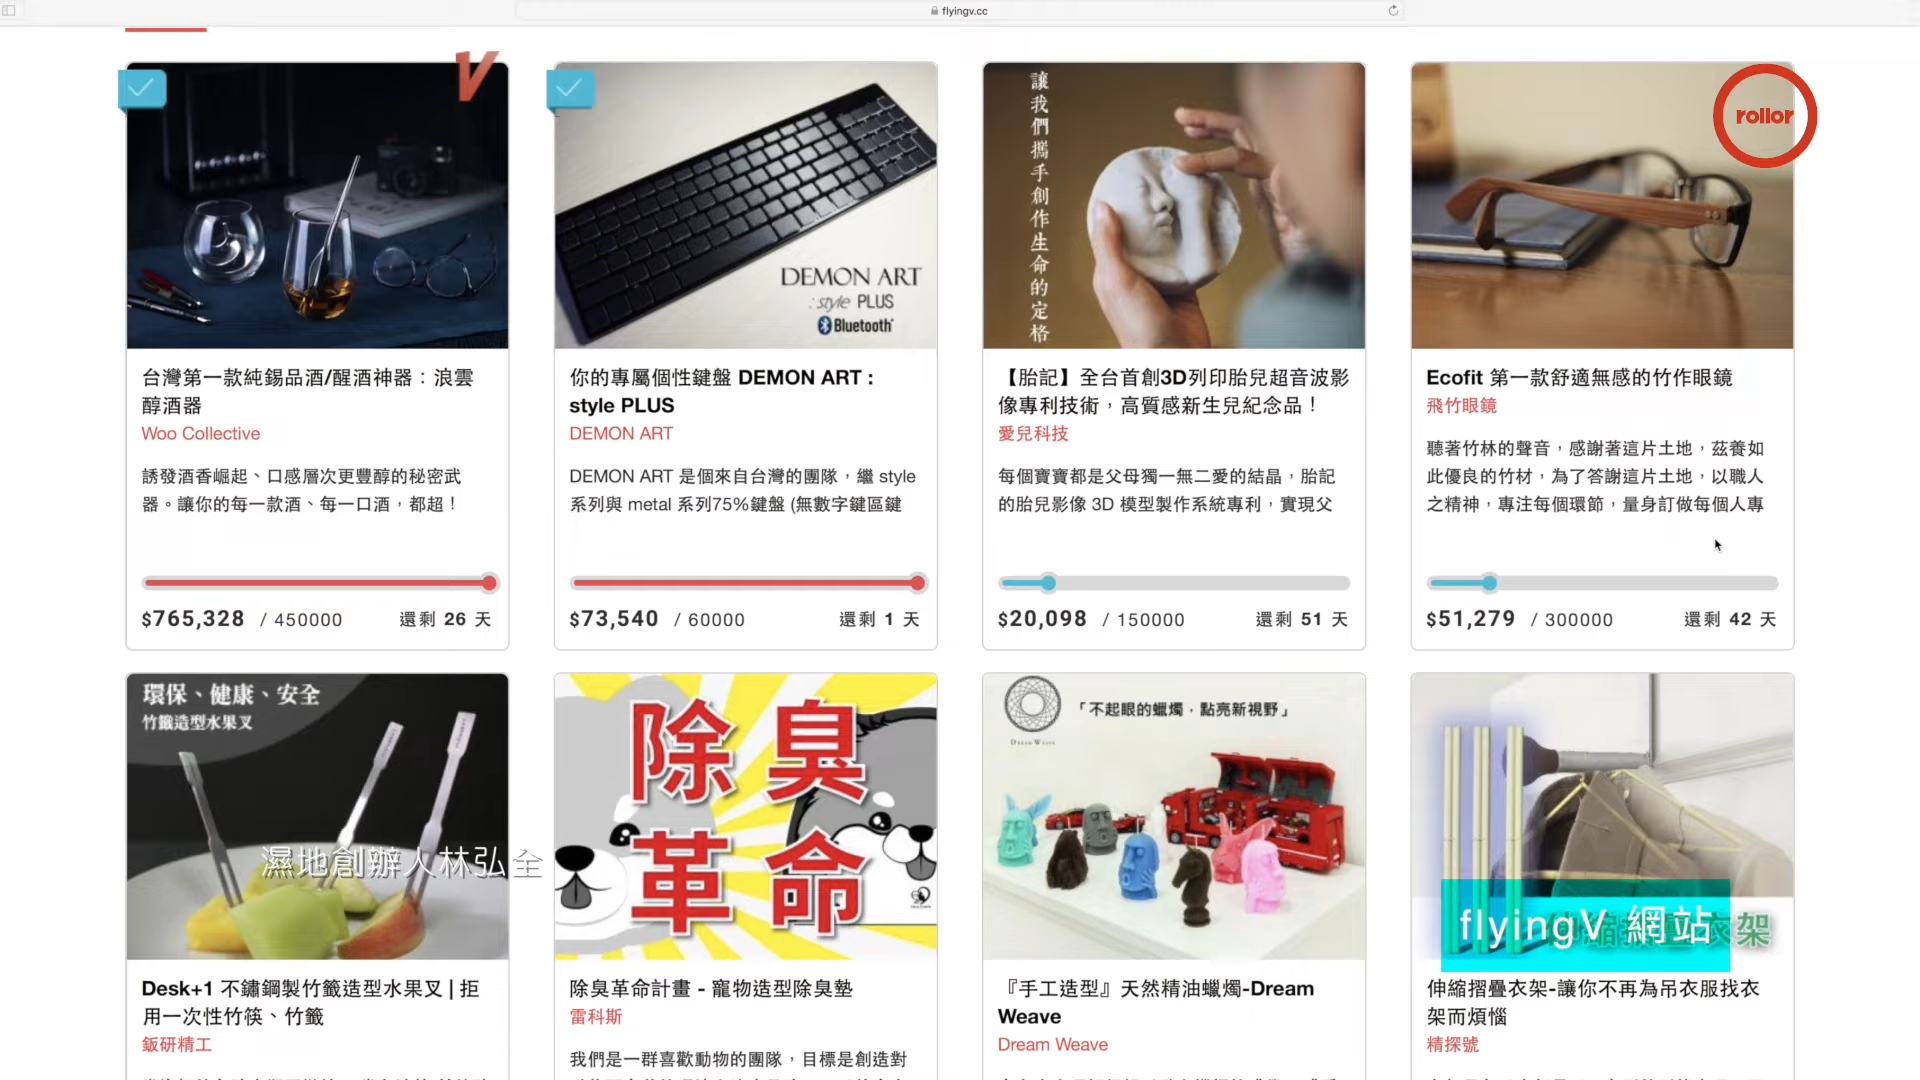 flyingv.cc
rollor
讓我們攜手創作生命的定格
DEMON ART
:style PLUS
Bluetooth
台灣第一款純錫品酒/醒酒神器：浪雲
醇酒器
Woo Collective
誘發酒香崛起、口感層次更豐醇的秘密武
器。讓你的每一款酒、每一口酒，都超！
$765,328 / 450000 還剩 26 天
你的專屬個性鍵盤 DEMON ART :
style PLUS
DEMON ART
DEMON ART 是個來自台灣的團隊，繼 style
系列與 metal 系列75%鍵盤 (無數字鍵區鍵
$73,540 / 60000 還剩 1 天
【胎記】全台首創3D列印胎兒超音波影
像專利技術，高質感新生兒紀念品！
愛兒科技
每個寶寶都是父母獨一無二愛的結晶，胎記
的胎兒影像 3D 模型製作系統專利，實現父
$20,098 / 150000 還剩 51 天
Ecofit 第一款舒適無感的竹作眼鏡
飛竹眼鏡
聽著竹林的聲音，感謝著這片土地，茲養如
此優良的竹材，為了答謝這片土地，以職人
之精神，專注每個環節，量身訂做每個人專
$51,279 / 300000 還剩 42 天
環保、健康、安全
竹籤造型水果叉
濕地創辦人林弘全
除臭
革命
「不起眼的蠟燭，點亮新視野」
DREAM WEAVE
flyingV 網站
衣架
Desk+1 不鏽鋼製竹籤造型水果叉 | 拒
用一次性竹筷、竹籤
鈑研精工
除臭革命計畫 - 寵物造型除臭墊
雷科斯
我們是一群喜歡動物的團隊，目標是創造對
『手工造型』天然精油蠟燭-Dream
Weave
Dream Weave
伸縮摺疊衣架-讓你不再為吊衣服找衣
架而煩惱
精探號